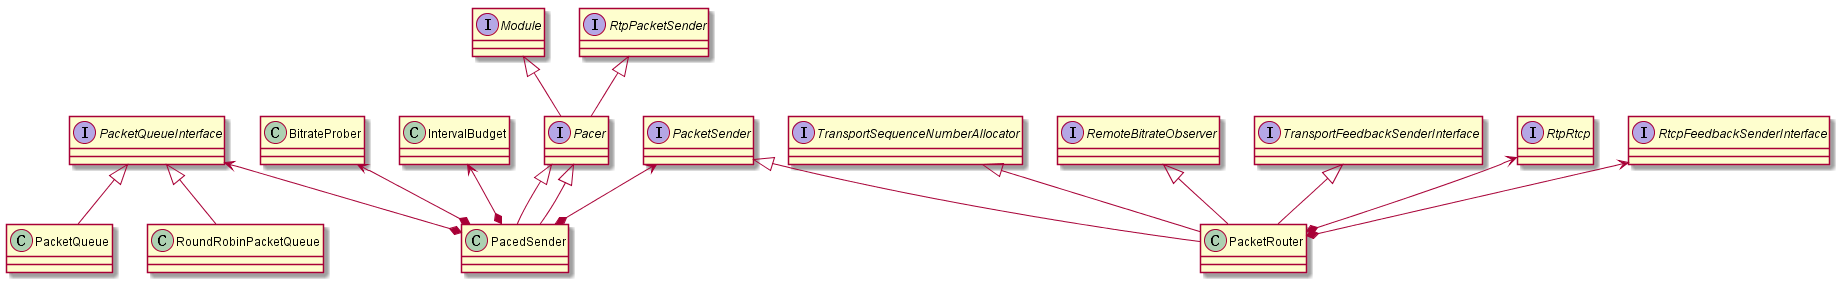 I Module
I RtpPacketSender
I PacketQueueInterface
C BitrateProber
C IntervalBudget
I Pacer
I PacketSender
I TransportSequenceNumberAllocator
I RemoteBitrateObserver
I TransportFeedbackSenderInterface
I RtpRtcp
I RtcpFeedbackSenderInterface
C PacketQueue
C RoundRobinPacketQueue
C PacedSender
C PacketRouter